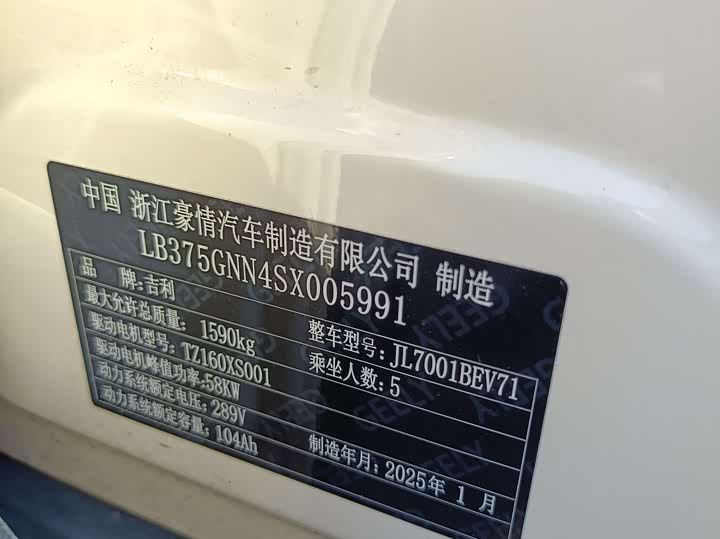 中国 浙江豪情汽车制造有限公司 制造
LB375GNN4SX005991
品 牌:吉利
最大允许总质量: 1590kg 整车型号: JL7001BEV71
驱动电机型号: TZ160XS001 乘坐人数: 5
驱动电机峰值功率: 58KW
动力系统额定电压: 289V
动力系统额定容量: 104Ah 制造年月: 2025年 1 月